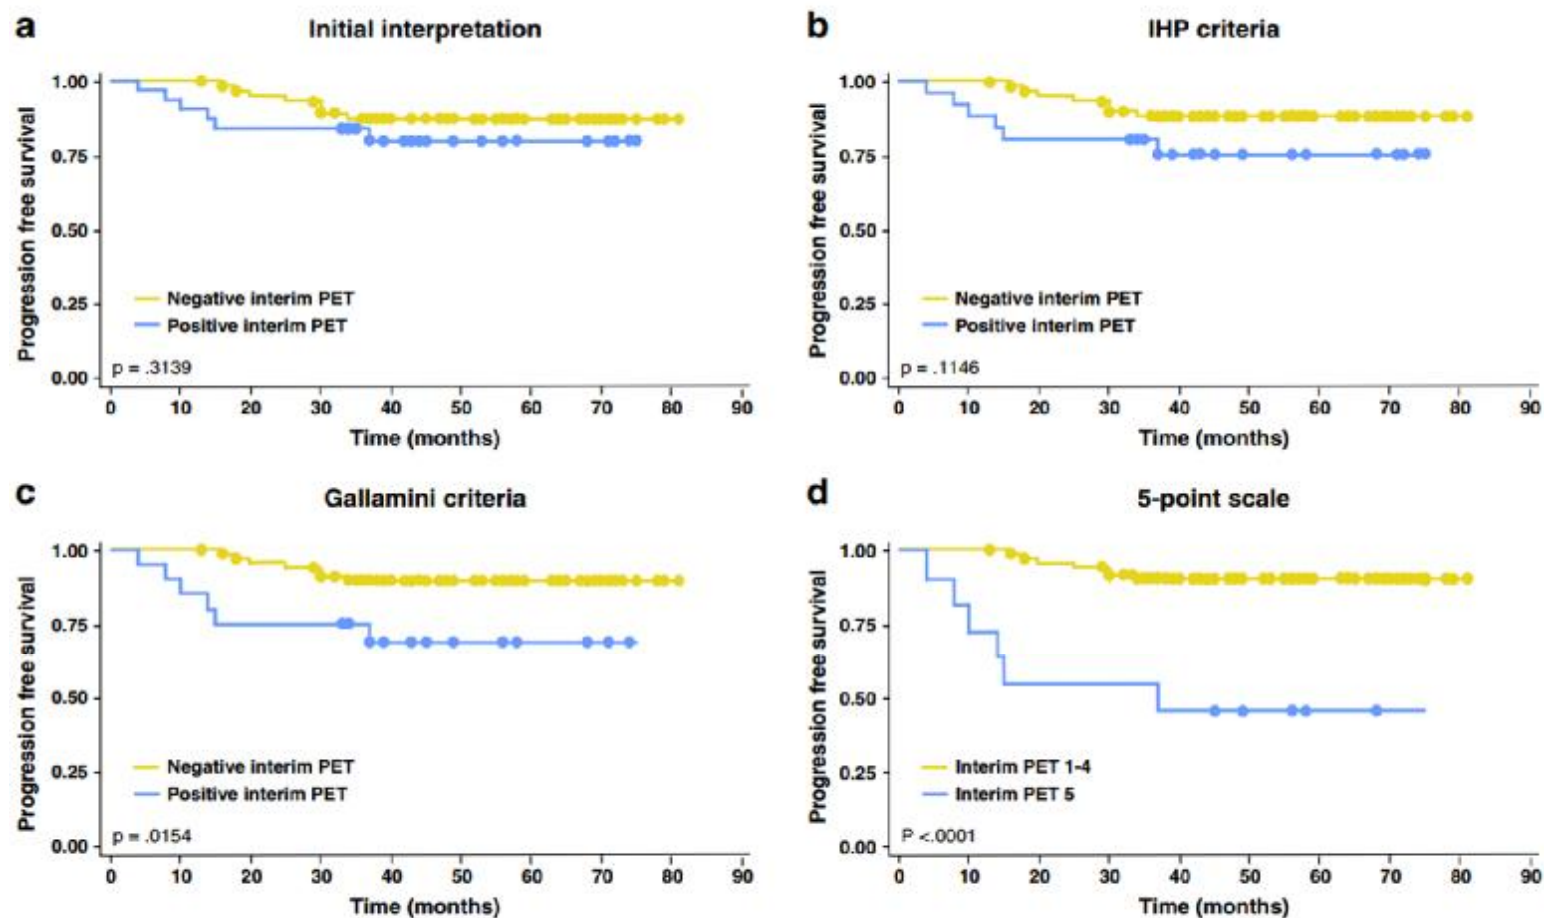 a
Initial interpretation
Progression free survival
1.00
0.75
0.50
0.25
0.00
Negative interim PET
Positive interim PET
p = .3139
0 10 20 30 40 50 60 70 80 90
Time (months)
b
IHP criteria
Progression free survival
1.00
0.75
0.50
0.25
0.00
Negative interim PET
Positive interim PET
p = .1146
0 10 20 30 40 50 60 70 80 90
Time (months)
c
Gallamini criteria
Progression free survival
1.00
0.75
0.50
0.25
0.00
Negative interim PET
Positive interim PET
p = .0154
0 10 20 30 40 50 60 70 80 90
Time (months)
d
5-point scale
Progression free survival
1.00
0.75
0.50
0.25
0.00
Interim PET 1-4
Interim PET 5
P <.0001
0 10 20 30 40 50 60 70 80 90
Time (months)